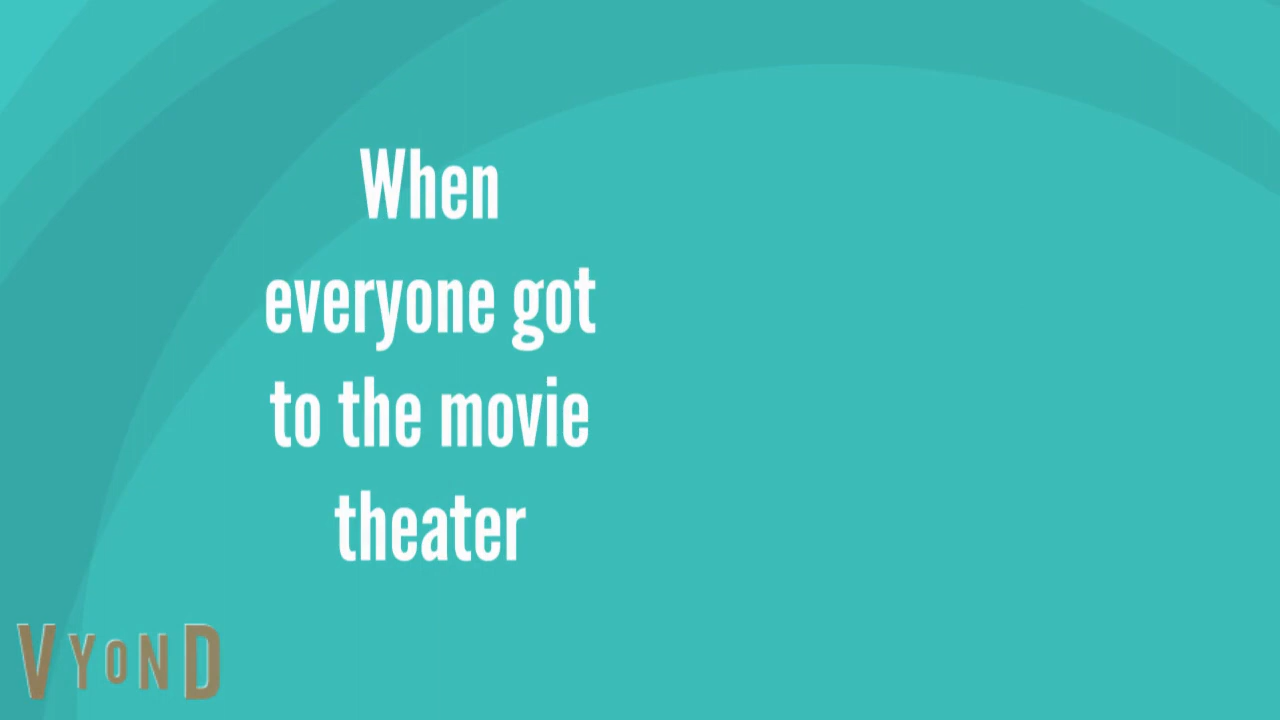 When
everyone got
to the movie
theater
VYOND